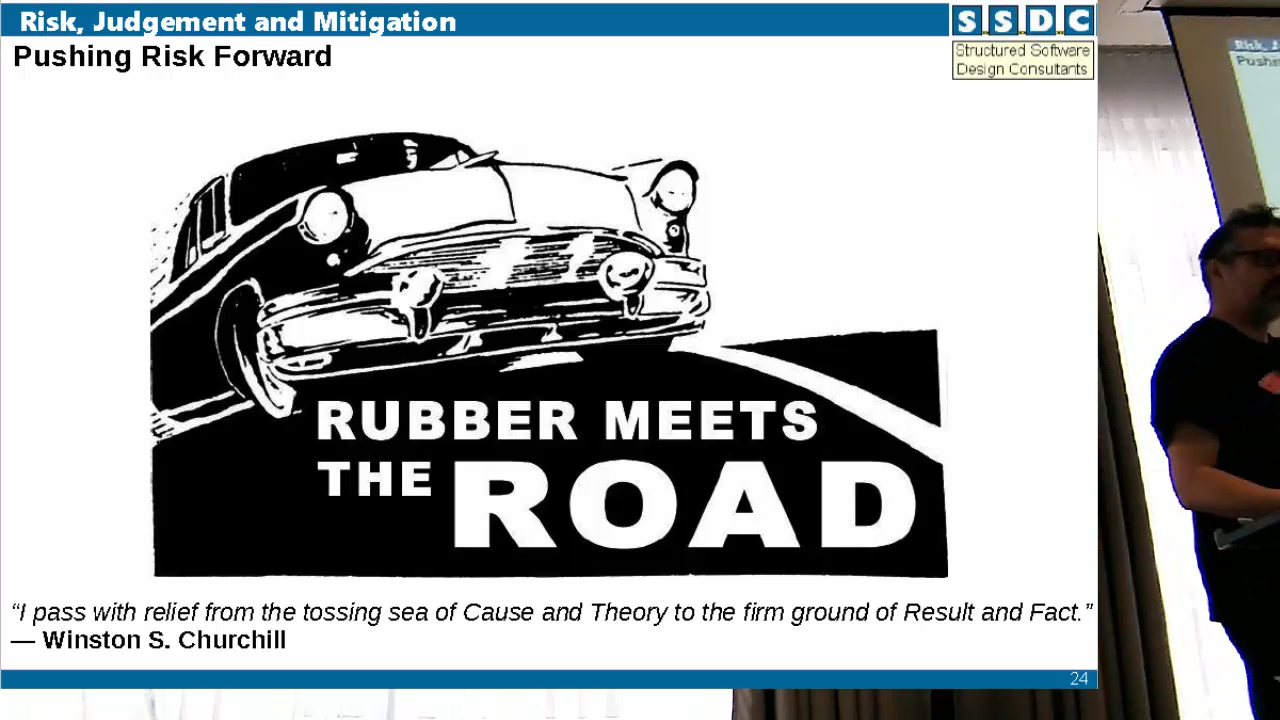 Risk, Judgement and Mitigation
SSDC
Structured Software
Design Consultants
Pushing Risk Forward
RUBBER MEETS
THE ROAD
“I pass with relief from the tossing sea of Cause and Theory to the firm ground of Result and Fact.”
— Winston S. Churchill
24
Risk, J
Pushin